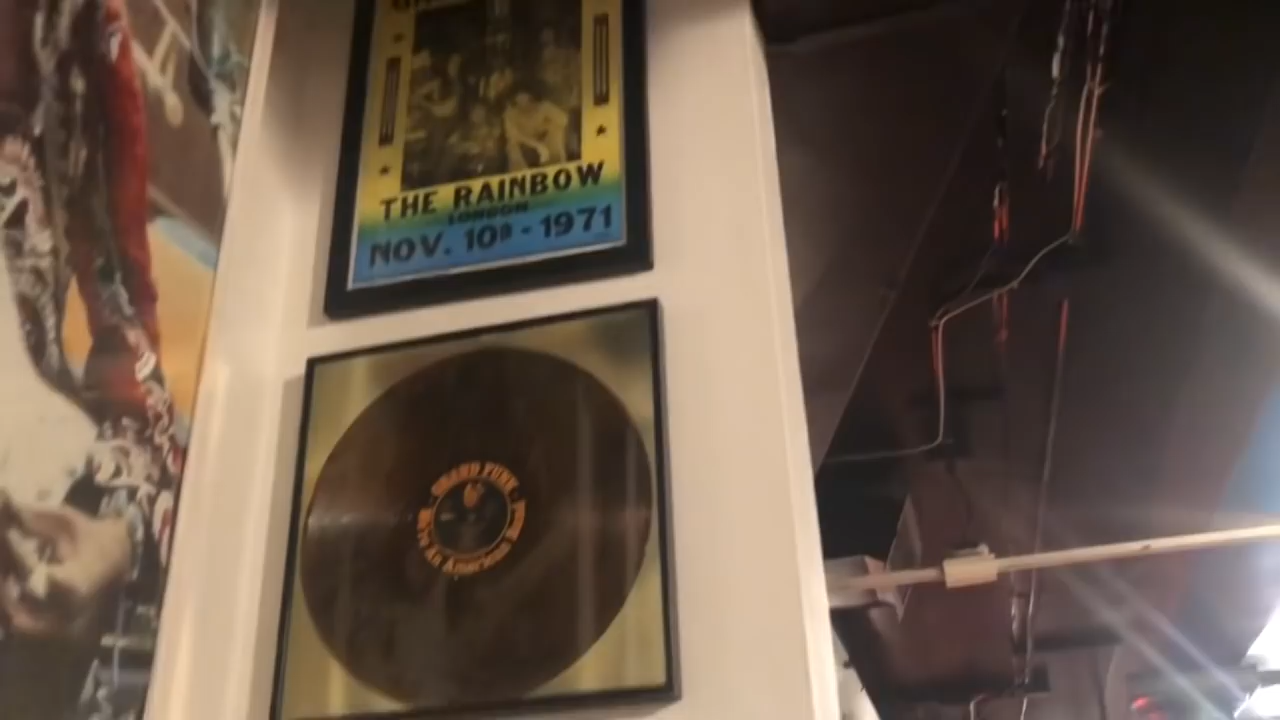 THE RAINBOW
LONDON
NOV. 10TH - 1971
GRAND FUNK
We're An American Band